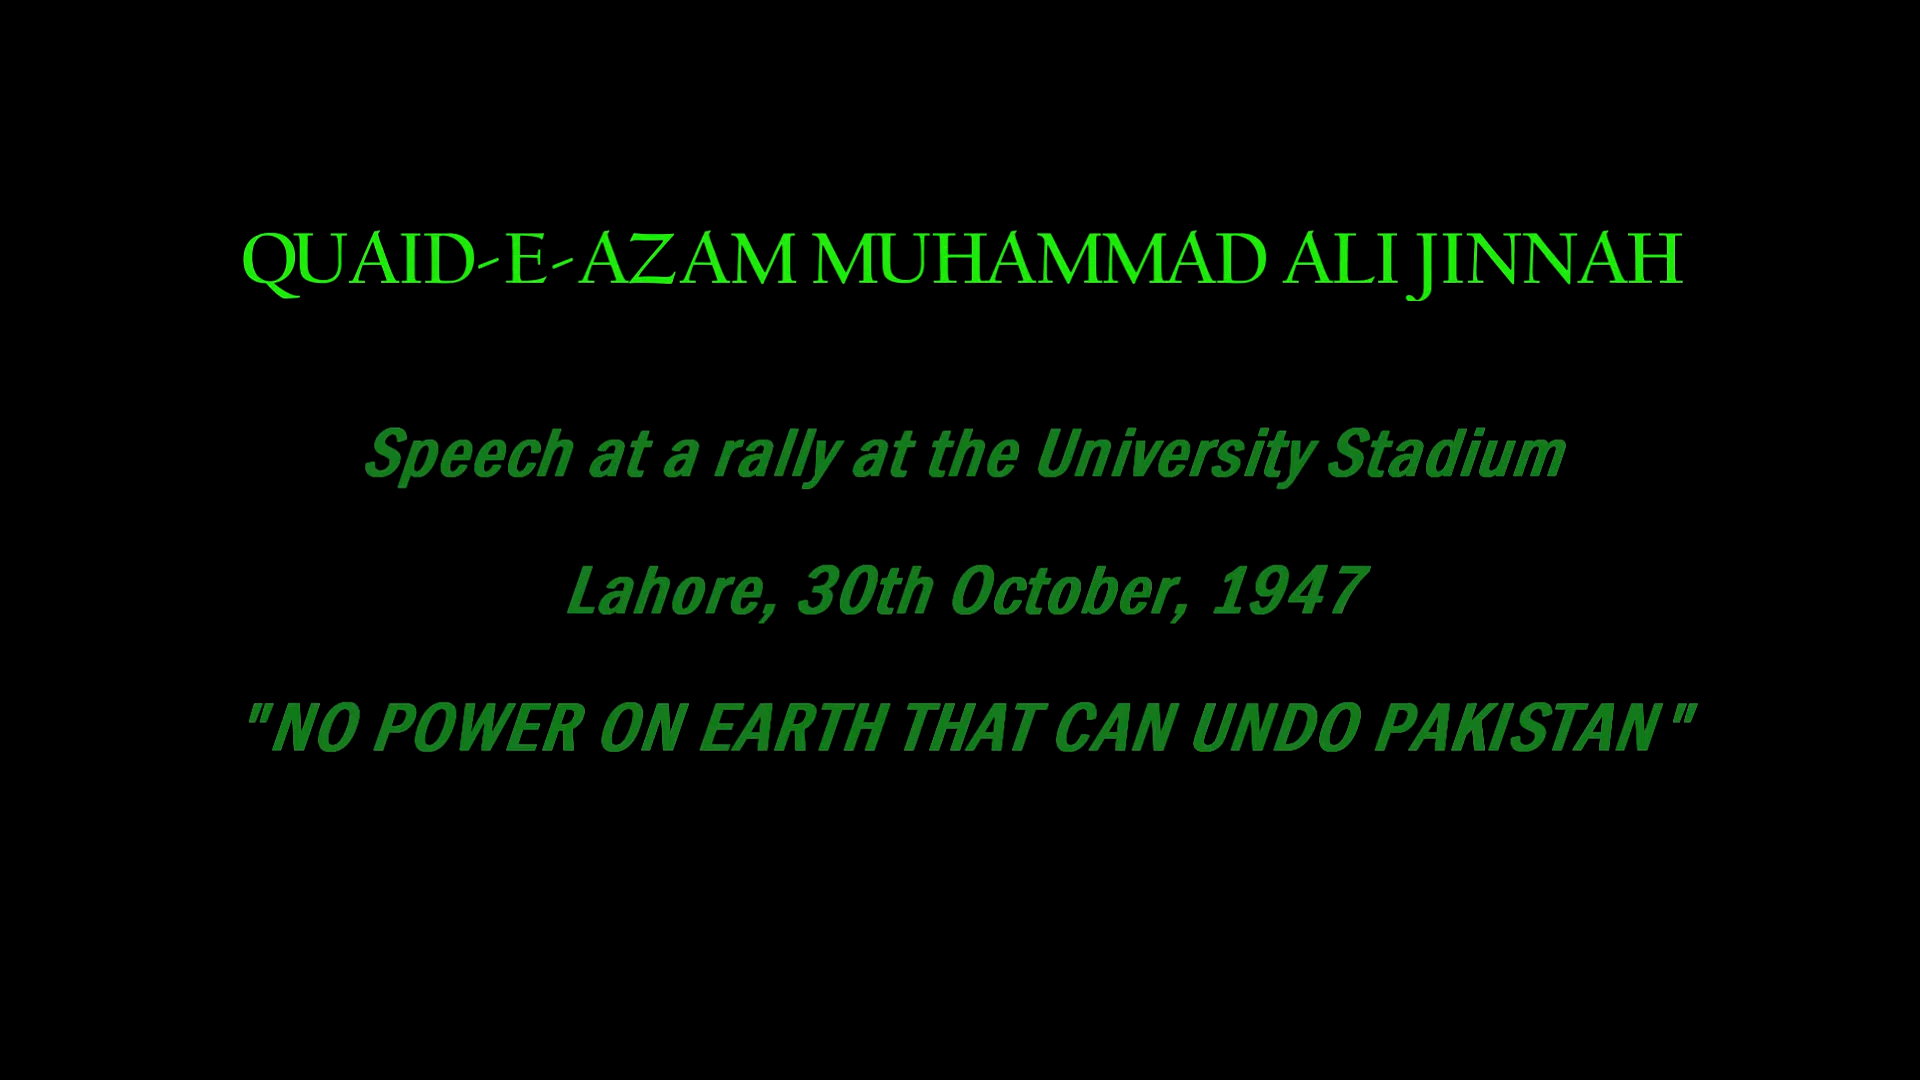 QUAID-E-AZAM MUHAMMAD ALI JINNAH
Speech at a rally at the University Stadium
Lahore, 30th October, 1947
"NO POWER ON EARTH THAT CAN UNDO PAKISTAN"